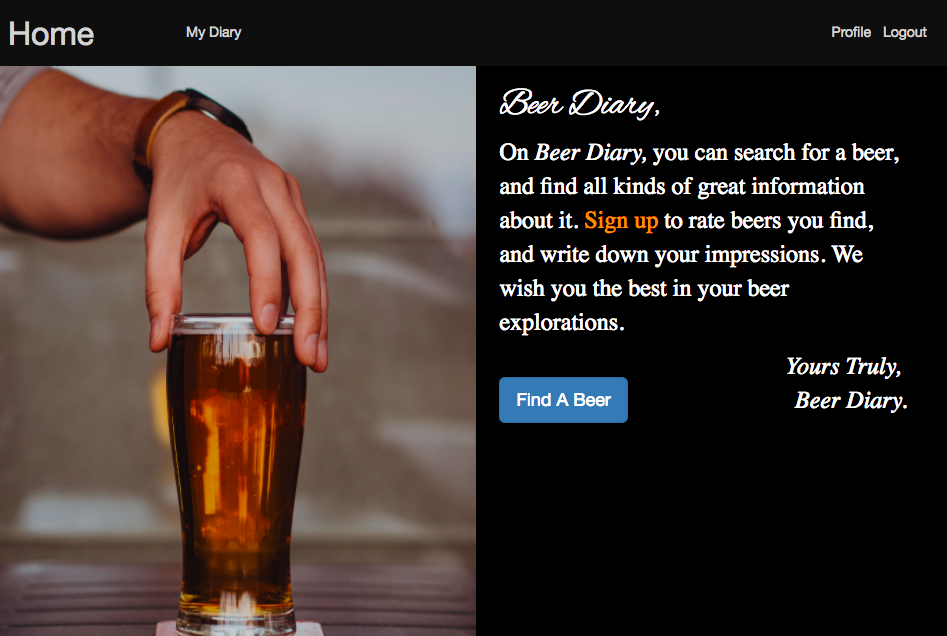 Home My Diary Profile Logout
Beer Diary,
On Beer Diary, you can search for a beer,
and find all kinds of great information
about it. Sign up to rate beers you find,
and write down your impressions. We
wish you the best in your beer
explorations.
Yours Truly,
Find A Beer
Beer Diary.